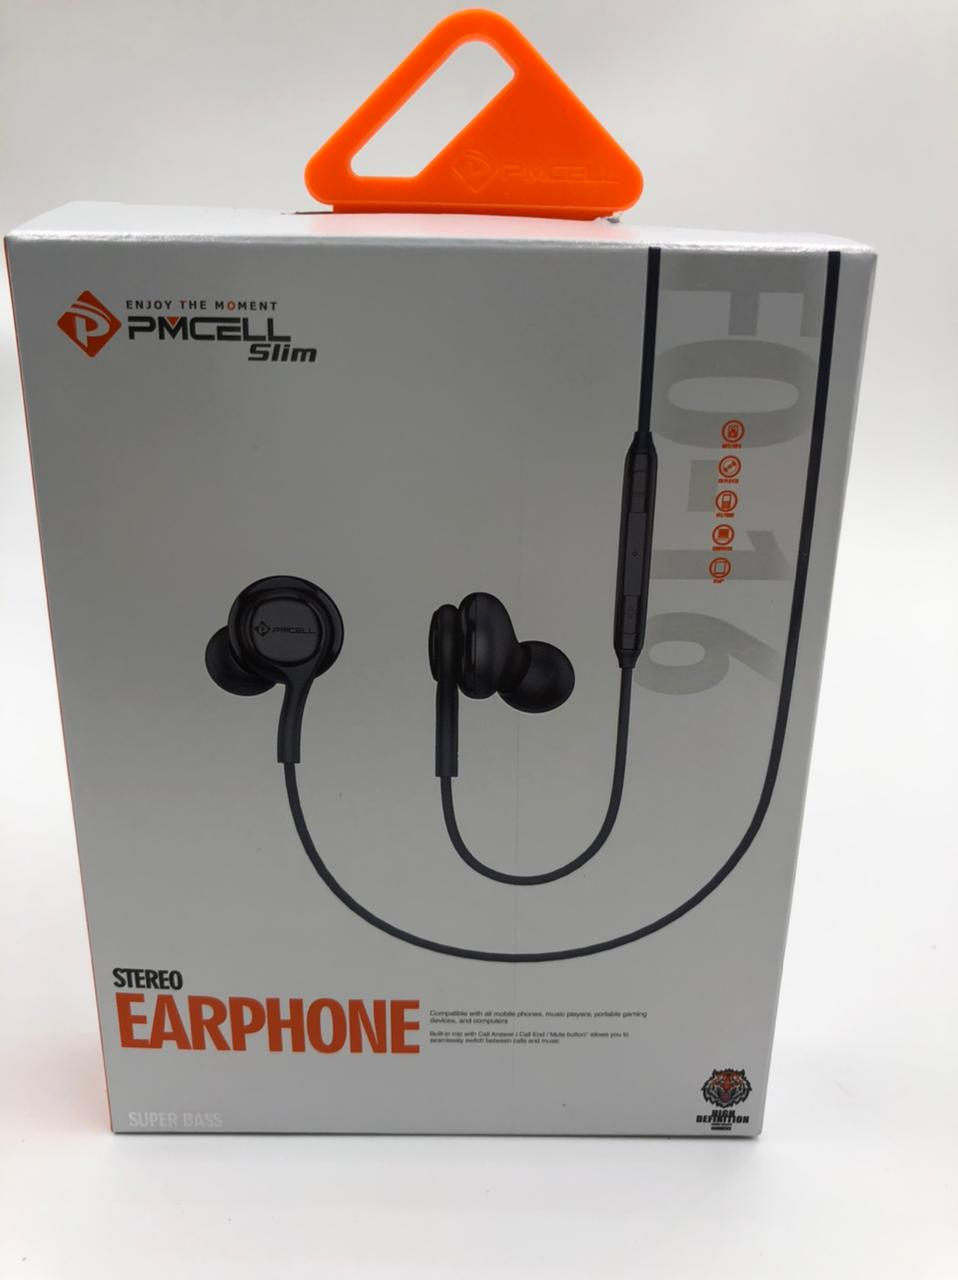 PMCELL
ENJOY THE MOMENT
PMCELL
Slim
FO-16
CD PLAYER
PMCELL
STEREO
EARPHONE
Compatible with all mobile phones, music players, portable gaming
devices, and computers
Built-in mic with Call Answer / Call End / Mute button* allows you to
seamlessly switch between calls and music
SUPER BASS
HIGH
DEFINITION